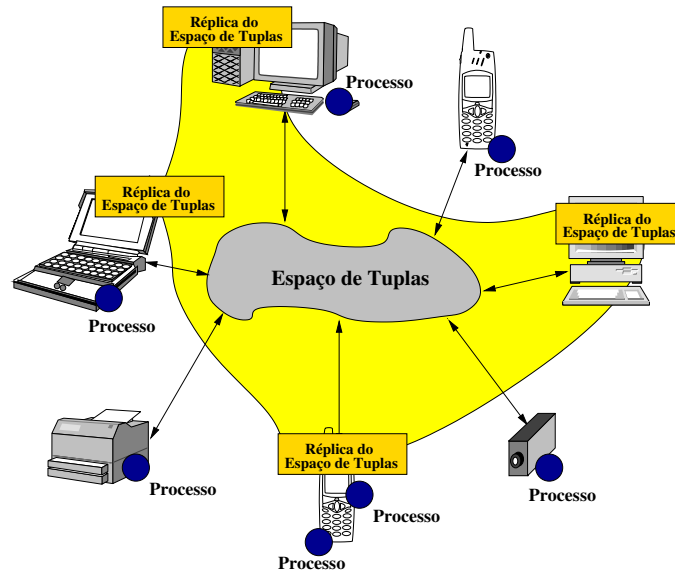 Réplica do
Espaço de Tuplas
Processo
Processo
Réplica do
Espaço de Tuplas
Réplica do
Espaço de Tuplas
Espaço de Tuplas
Processo
Réplica do
Espaço de Tuplas
Processo
Processo
Processo
Processo